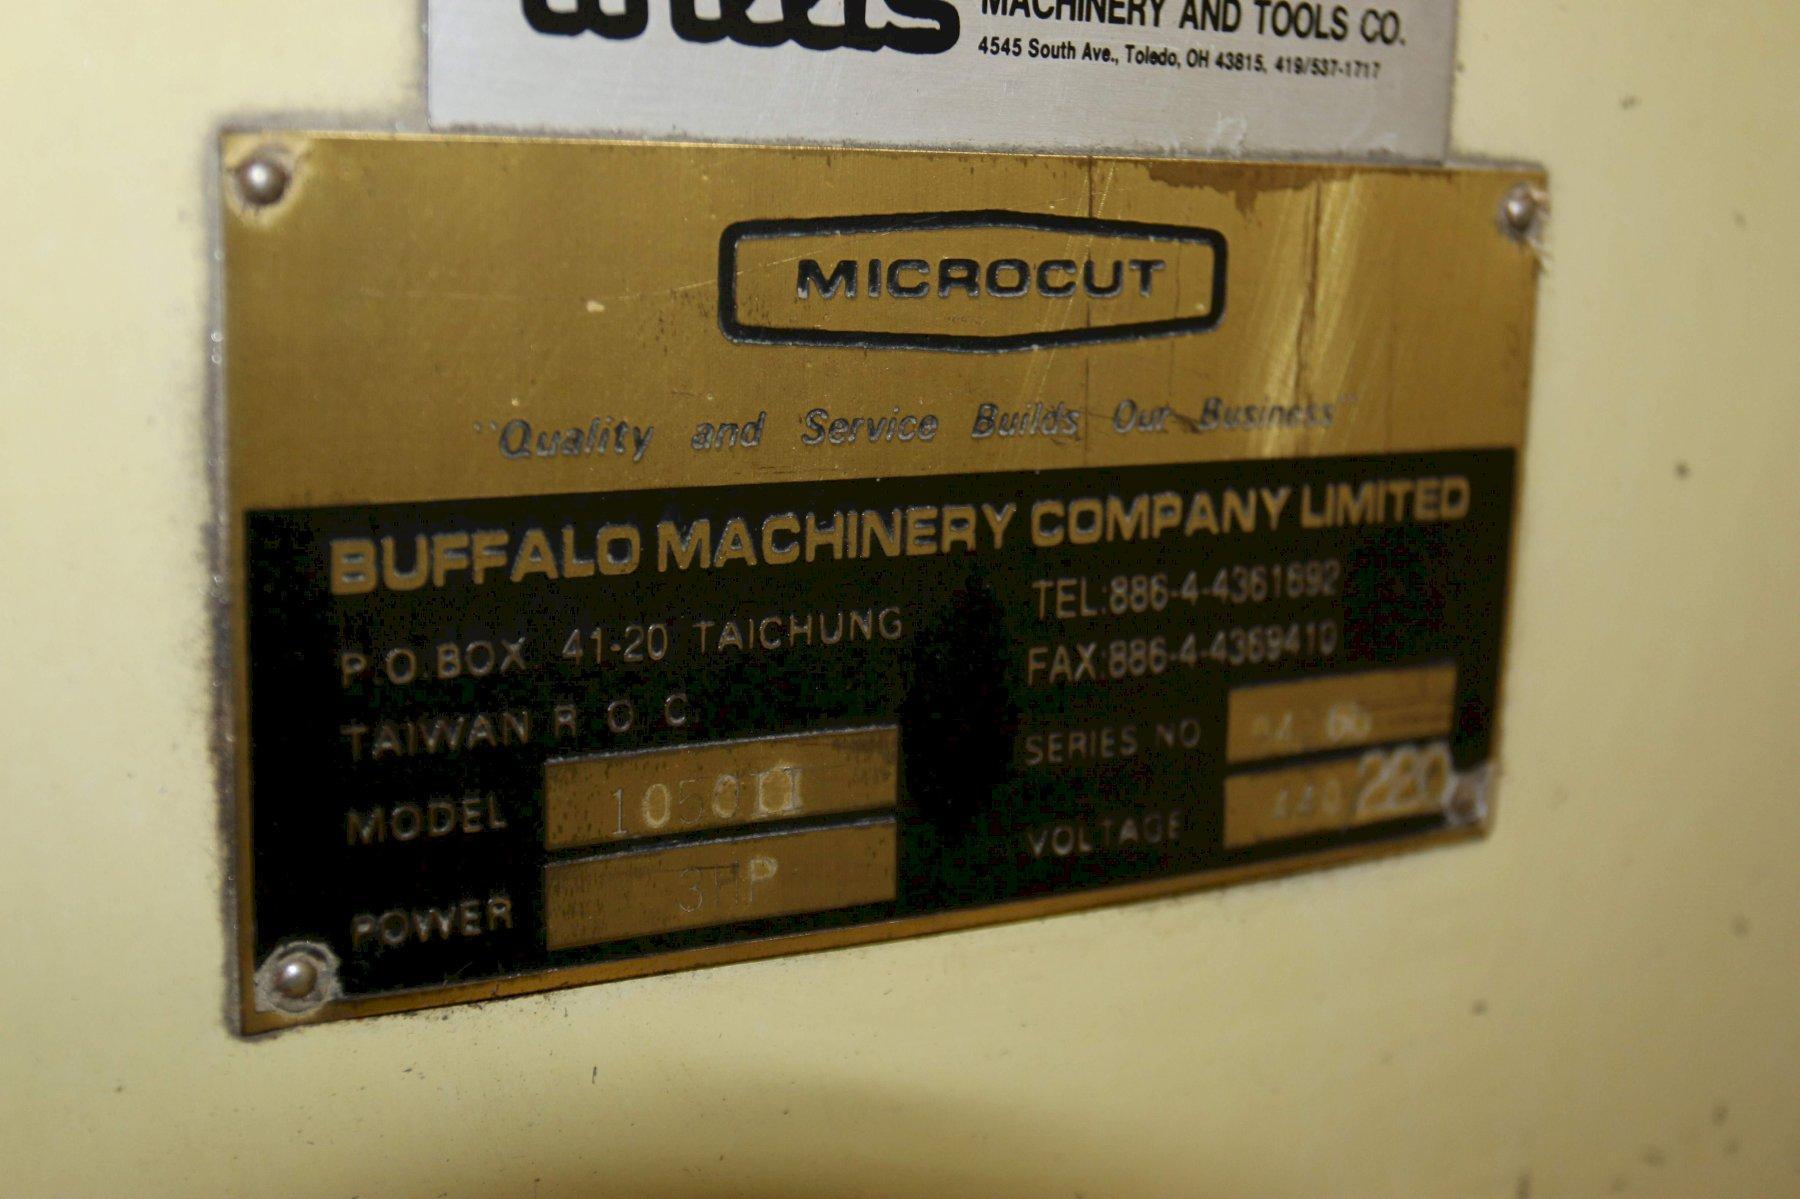 MACHINERY AND TOOLS CO.
4545 South Ave., Toledo, OH 43815, 419/537-1717
MICROCUT
"Quality and Service Builds Our Business"
BUFFALO MACHINERY COMPANY LIMITED
P.O.BOX 41-20 TAICHUNG
TAIWAN R O C
TEL:886-4-4361692
FAX:886-4-4369410
SERIES NO
MODEL 1050II
VOLTAGE 440/220
POWER 3HP